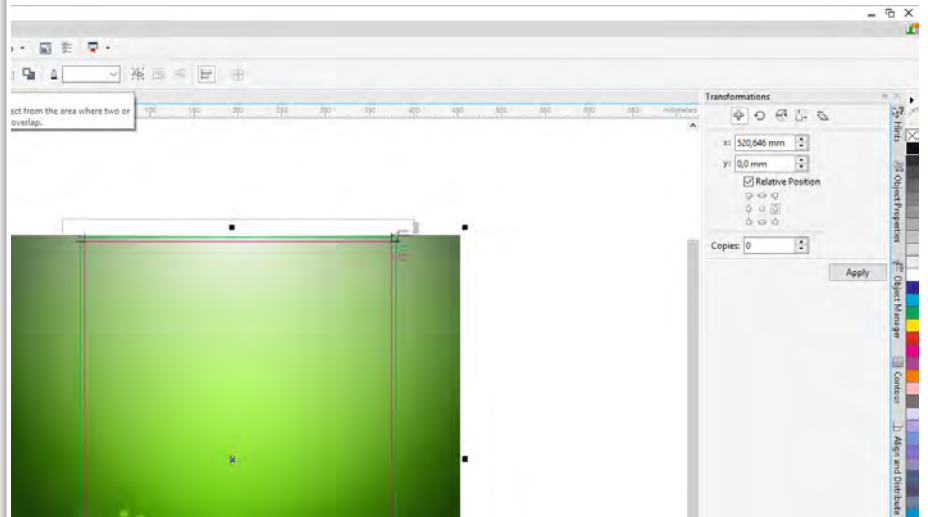 ect from the area where two or
overlap.
millimeters
Transformations
x: 520,646 mm
y: 0,0 mm
Relative Position
Copies: 0
Apply
Hints
Object Properties
Object Manager
Contour
Align and Distribute